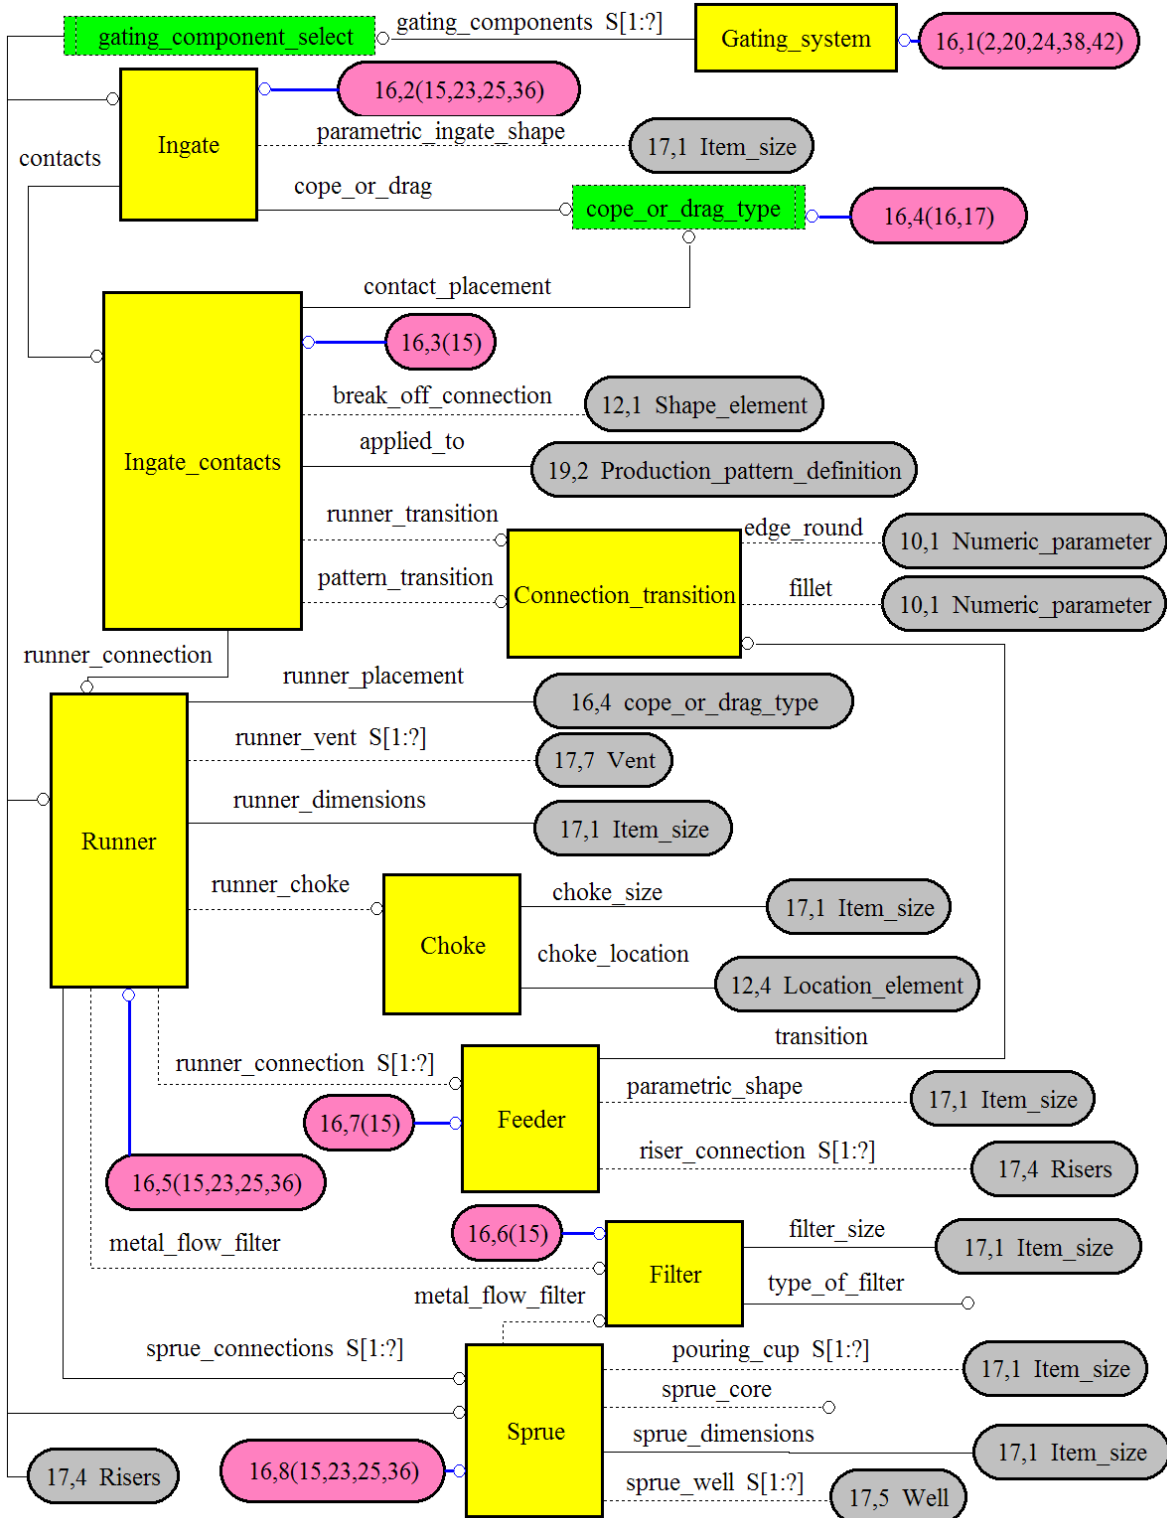 gating_components S[1:?]
gating_component_select
Gating_system
16,1(2,20,24,38,42)
16,2(15,23,25,36)
parametric_ingate_shape
Ingate
17,1 Item_size
contacts
cope_or_drag
cope_or_drag_type
16,4(16,17)
contact_placement
16,3(15)
break_off_connection
12,1 Shape_element
applied_to
Ingate_contacts
19,2 Production_pattern_definition
runner_transition
edge_round
10,1 Numeric_parameter
pattern_transition
Connection_transition
fillet
10,1 Numeric_parameter
runner_connection
runner_placement
16,4 cope_or_drag_type
runner_vent S[1:?]
17,7 Vent
runner_dimensions
17,1 Item_size
Runner
runner_choke
choke_size
17,1 Item_size
Choke
choke_location
12,4 Location_element
transition
runner_connection S[1:?]
parametric_shape
17,1 Item_size
16,7(15)
Feeder
riser_connection S[1:?]
17,4 Risers
16,5(15,23,25,36)
16,6(15)
filter_size
metal_flow_filter
17,1 Item_size
Filter
type_of_filter
metal_flow_filter
sprue_connections S[1:?]
pouring_cup S[1:?]
17,1 Item_size
sprue_core
Sprue
sprue_dimensions
17,1 Item_size
16,8(15,23,25,36)
17,4 Risers
sprue_well S[1:?]
17,5 Well